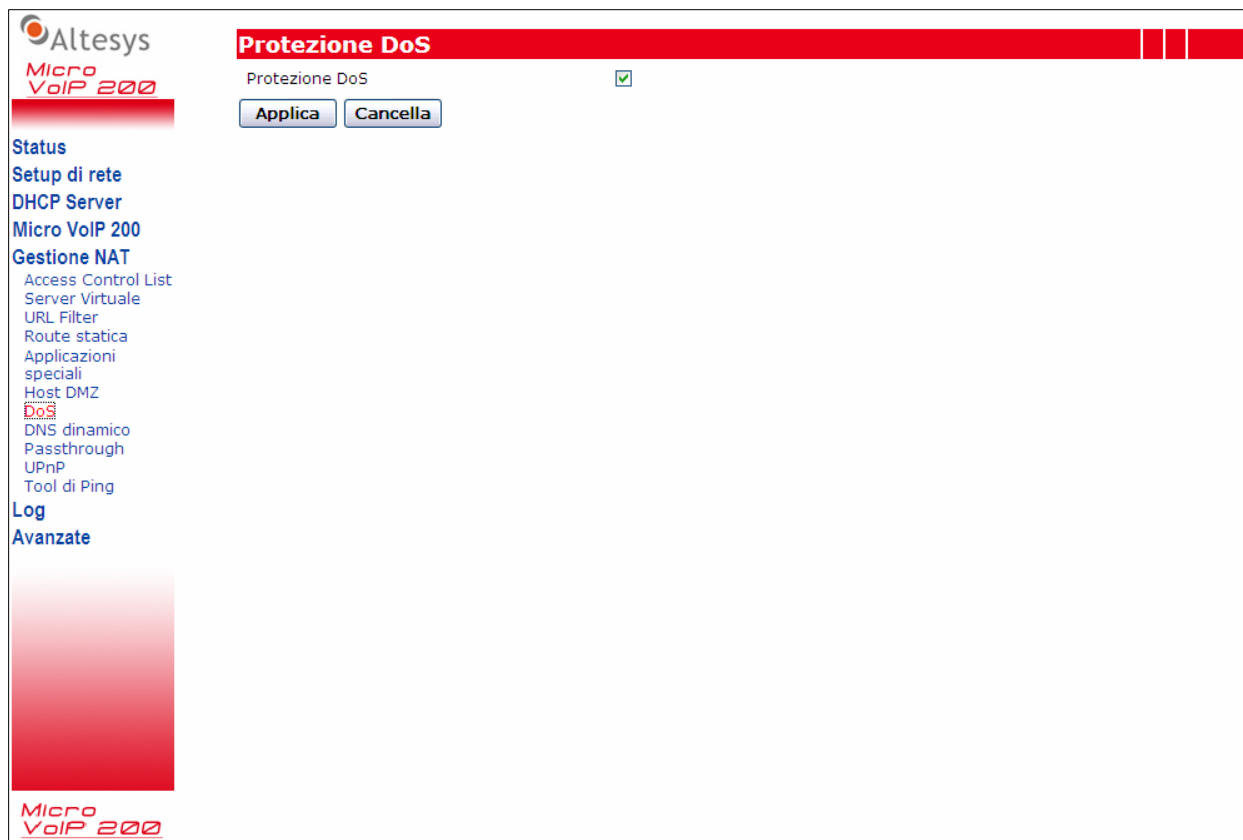 Altesys
Micro
VoIP 200
Status
Setup di rete
DHCP Server
Micro VoIP 200
Gestione NAT
Access Control List
Server Virtuale
URL Filter
Route statica
Applicazioni
speciali
Host DMZ
DoS
DNS dinamico
Passthrough
UPnP
Tool di Ping
Log
Avanzate
Micro
VoIP 200
Protezione DoS
Protezione DoS
Applica Cancella